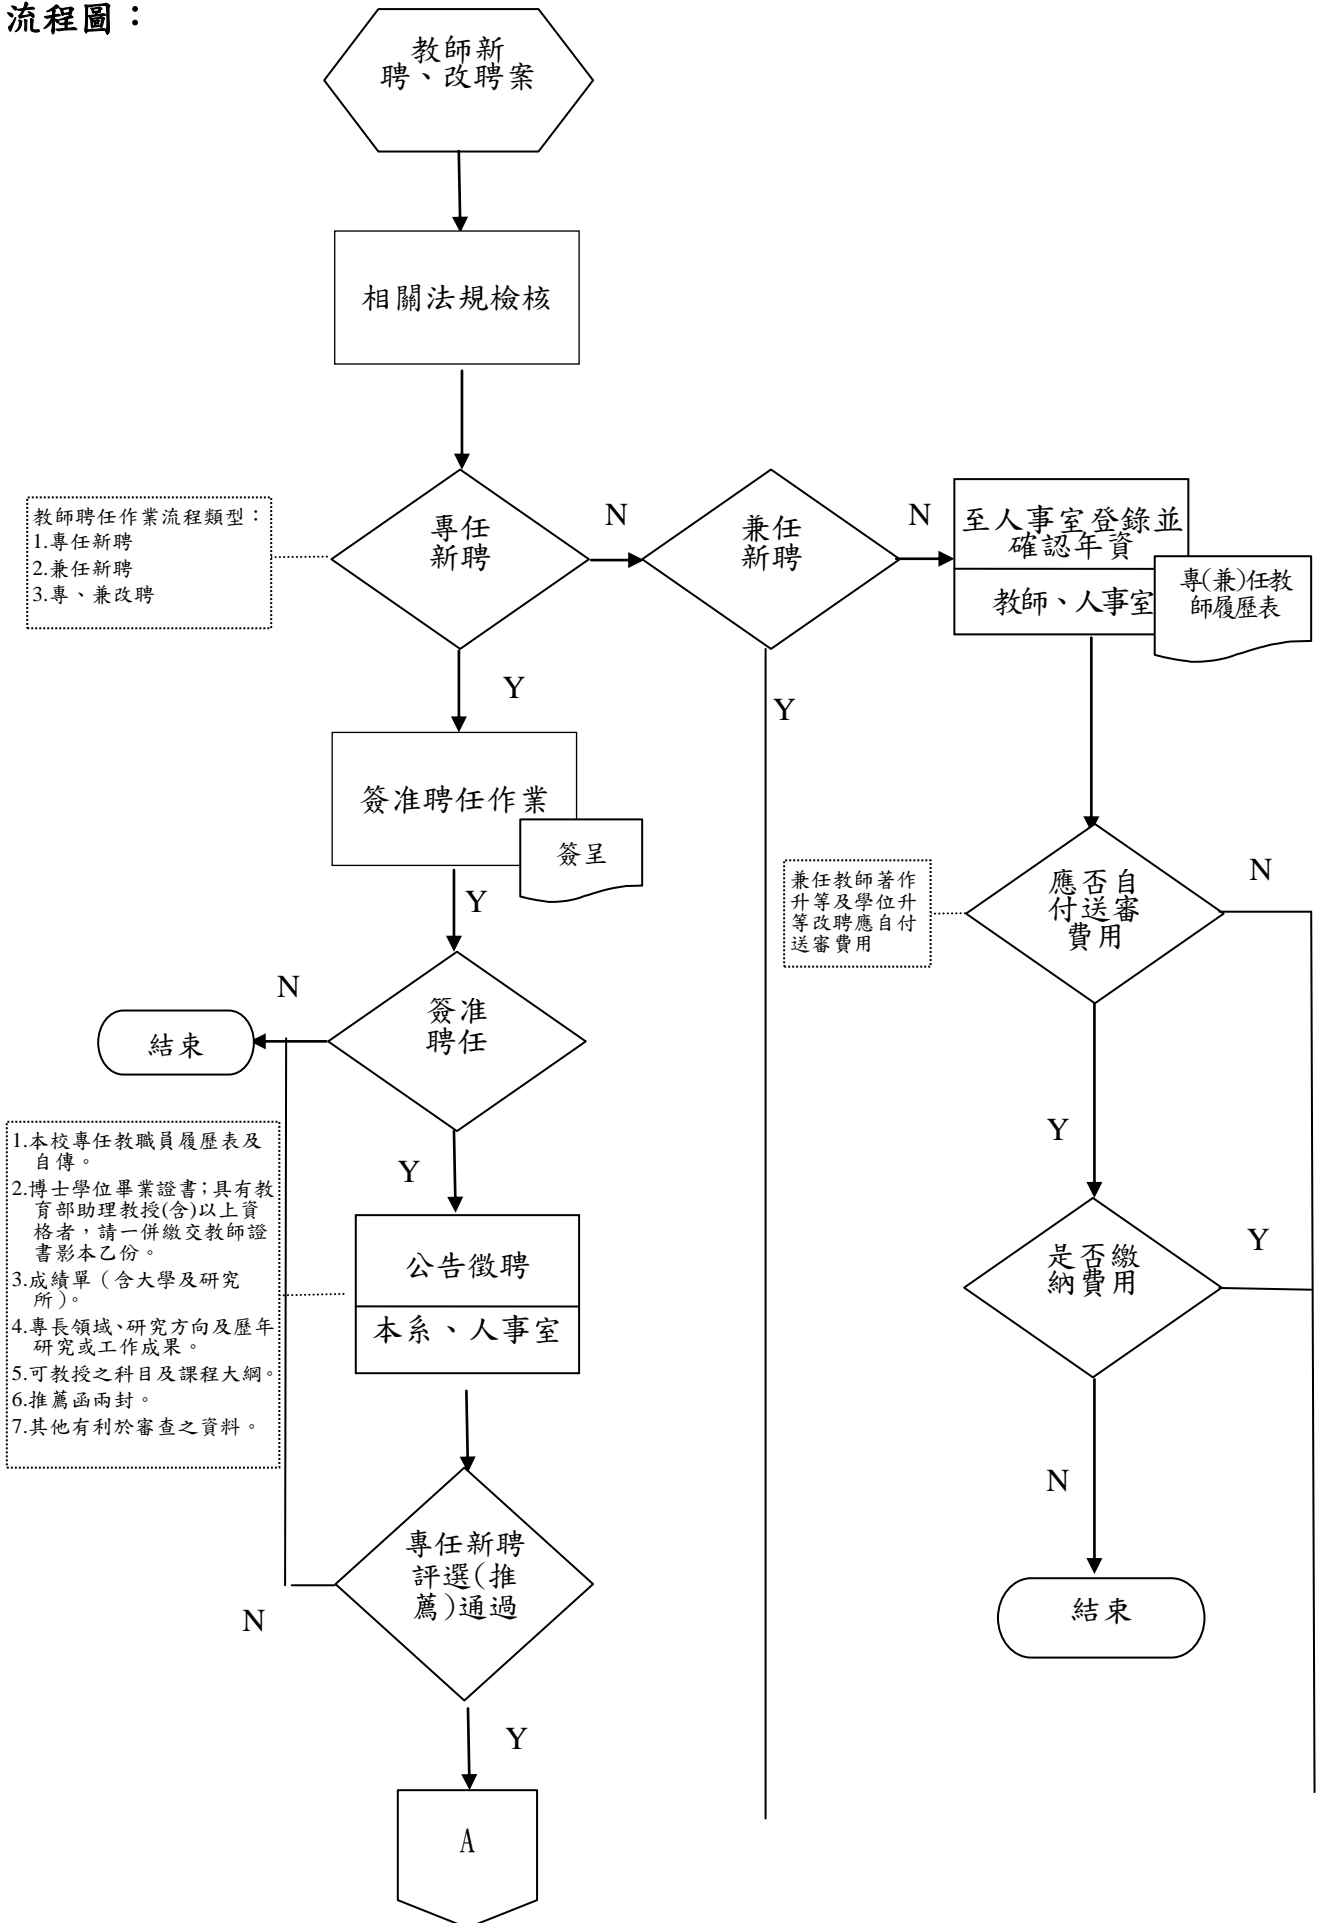 流程圖：
教師新
聘、改聘案
相關法規檢核
教師聘任作業流程類型：
1.專任新聘
2.兼任新聘
3.專、兼改聘
專任
新聘
N
兼任
新聘
N
至人事室登錄並
確認年資
教師、人事室
專(兼)任教
師履歷表
Y
Y
簽准聘任作業
簽呈
Y
兼任教師著作
升等及學位升
等改聘應自付
送審費用
應否自
付送審
費用
N
N
簽准
聘任
結束
Y
Y
1.本校專任教職員履歷表及
自傳。
2.博士學位畢業證書；具有教
育部助理教授(含)以上資
格者，請一併繳交教師證
書影本乙份。
3.成績單（含大學及研究
所）。
4.專長領域、研究方向及歷年
研究或工作成果。
5.可教授之科目及課程大綱。
6.推薦函兩封。
7.其他有利於審查之資料。
公告徵聘
本系、人事室
是否繳
納費用
Y
N
專任新聘
評選(推
薦)通過
N
結束
Y
A